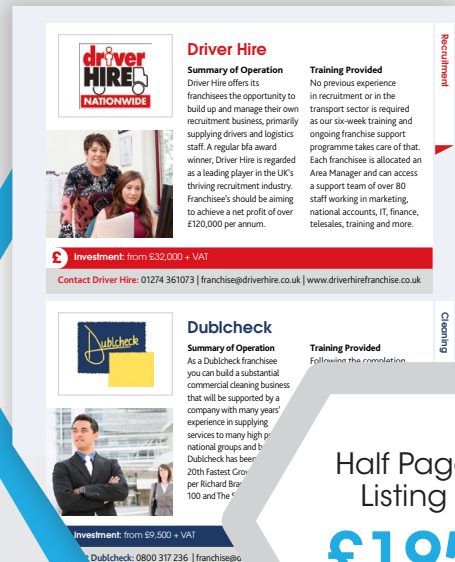 driver
HIRE
NATIONWIDE
Driver Hire
Summary of Operation
Driver Hire offers its
franchisees the opportunity to
build up and manage their own
recruitment business, primarily
supplying drivers and logistics
staff. A regular bfa award
winner, Driver Hire is regarded
as a leading player in the UK's
thriving recruitment industry.
Franchisee's should be aiming
to achieve a net profit of over
£120,000 per annum.
Training Provided
No previous experience
in recruitment or in the
transport sector is required
as our six-week training and
ongoing franchise support
programme takes care of that.
Each franchisee is allocated an
Area Manager and can access
a support team of over 80
staff working in marketing,
national accounts, IT, finance,
telesales, training and more.
Recruitment
£ Investment: from £32,000 + VAT
Contact Driver Hire: 01274 361073 | franchise@driverhire.co.uk | www.driverhirefranchise.co.uk
Dublcheck
Dublcheck
Summary of Operation
As a Dublcheck franchisee
you can build a substantial
commercial cleaning business
that will be supported by a
company with many years'
experience in supplying
services to many high
national groups and
Dublcheck has been
20th Fastest
per Richard
100 and The
Training Provided
Following the completion
Cleaning
Investment: from £9,500 + VAT
Dublcheck: 0800 317 236 |
Half Page
Listing
£195